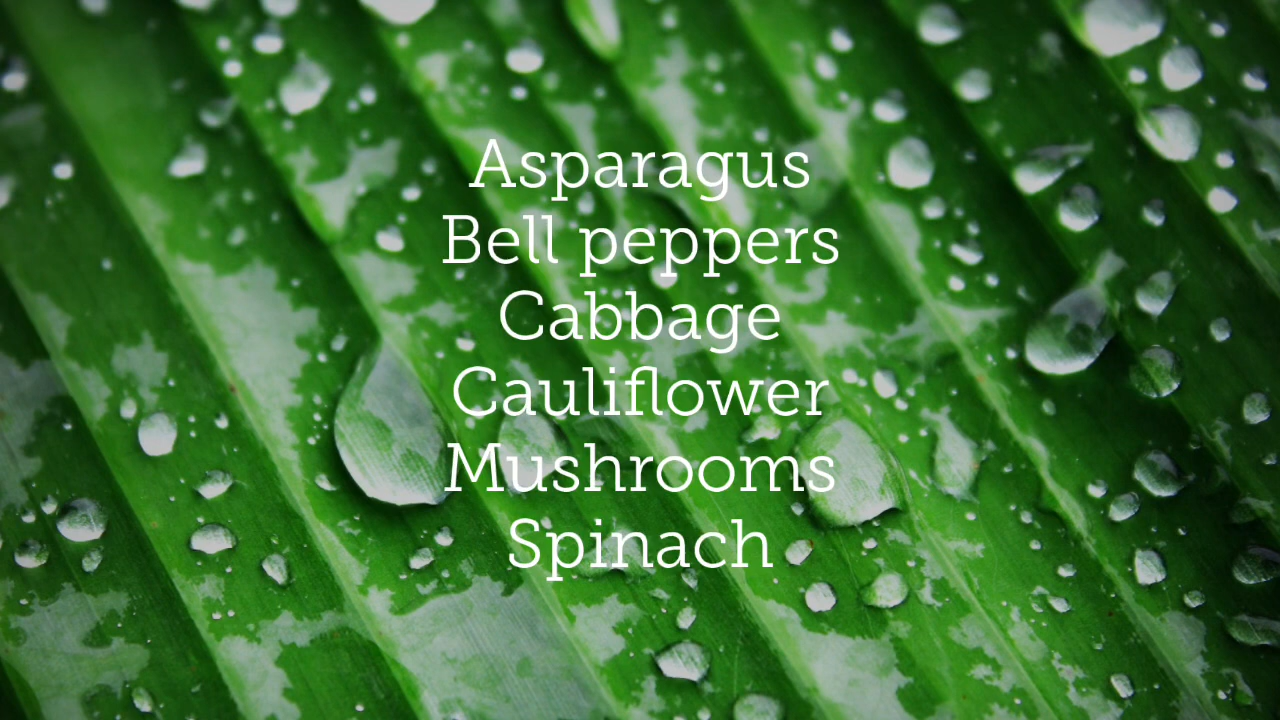 Asparagus
Bell peppers
Cabbage
Cauliflower
Mushrooms
Spinach